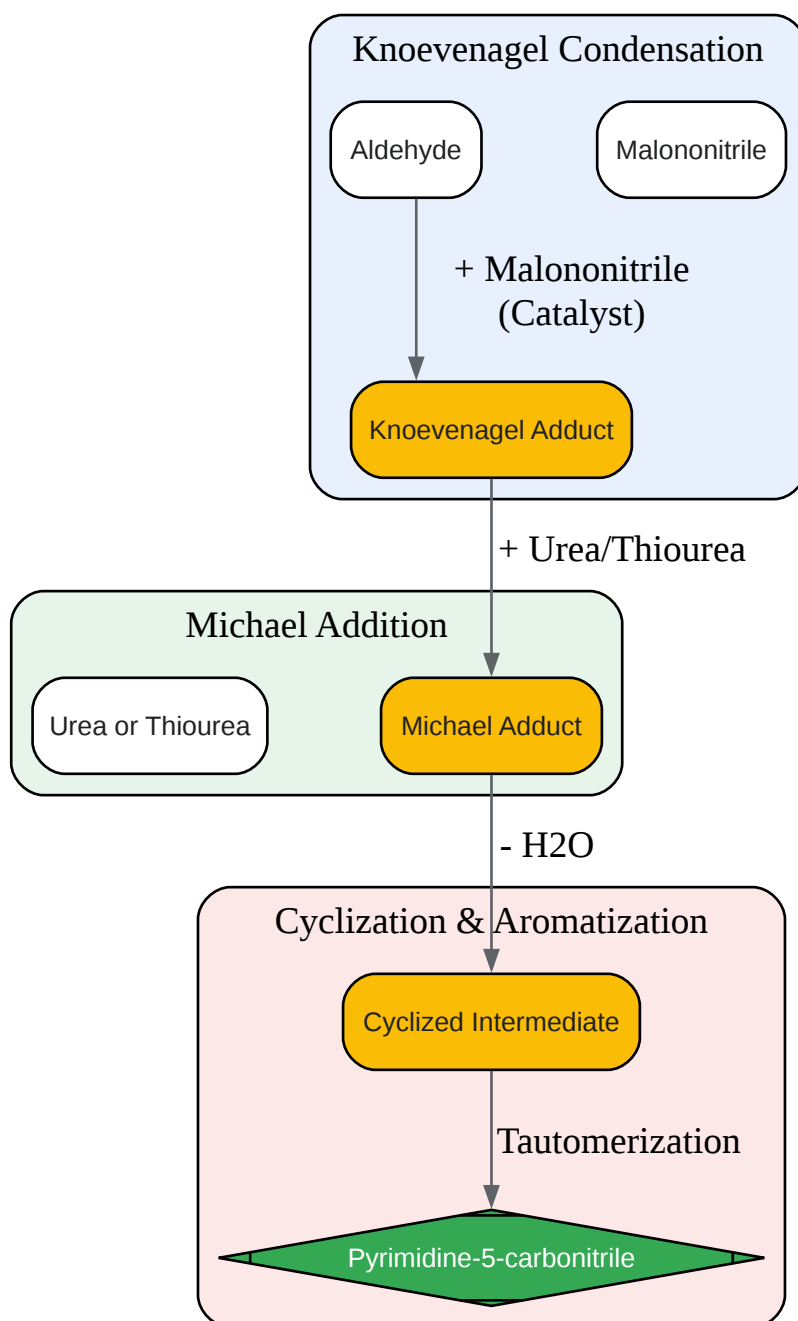 Knoevenagel Condensation
Aldehyde
Malononitrile
+ Malononitrile
(Catalyst)
Knoevenagel Adduct
+ Urea/Thiourea
Michael Addition
Urea or Thiourea
Michael Adduct
- H2O
Cyclization & Aromatization
Cyclized Intermediate
Tautomerization
Pyrimidine-5-carbonitrile